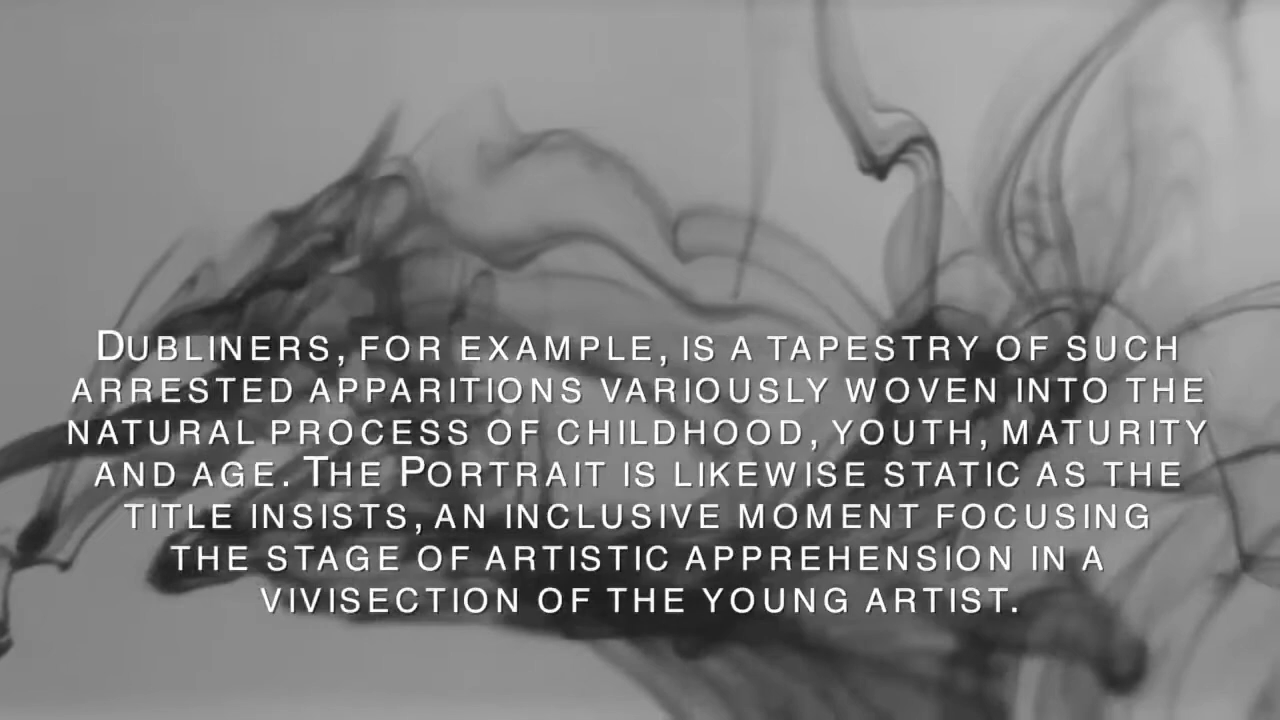 DUBLINERS, FOR EXAMPLE, IS A TAPESTRY OF SUCH
ARRESTED APPARITIONS VARIOUSLY WOVEN INTO THE
NATURAL PROCESS OF CHILDHOOD, YOUTH, MATURITY
AND AGE. THE PORTRAIT IS LIKEWISE STATIC AS THE
TITLE INSISTS, AN INCLUSIVE MOMENT FOCUSING
THE STAGE OF ARTISTIC APPREHENSION IN A
VIVISECTION OF THE YOUNG ARTIST.